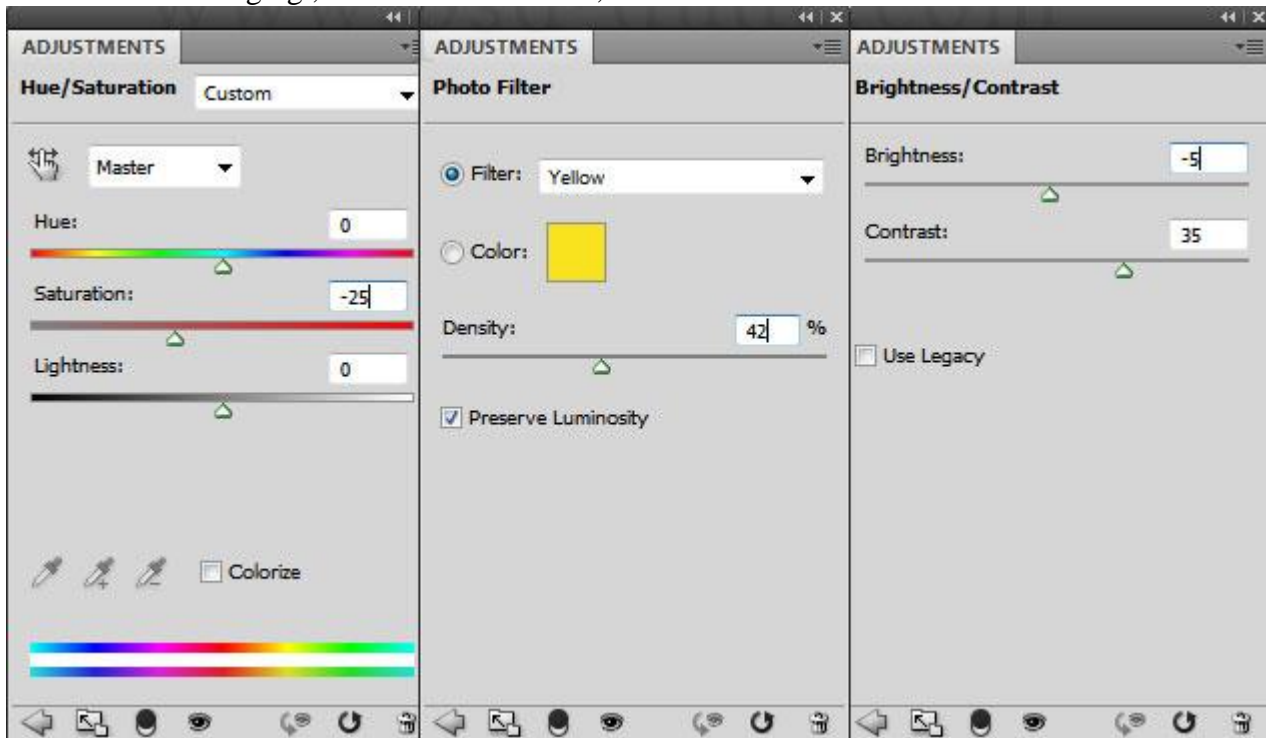 ADJUSTMENTS
Hue/Saturation Custom
Master
Hue: 0
Saturation: -25
Lightness: 0
Colorize
ADJUSTMENTS
Photo Filter
Filter: Yellow
Color:
Density: 42 %
Preserve Luminosity
ADJUSTMENTS
Brightness/Contrast
Brightness: -5
Contrast: 35
Use Legacy